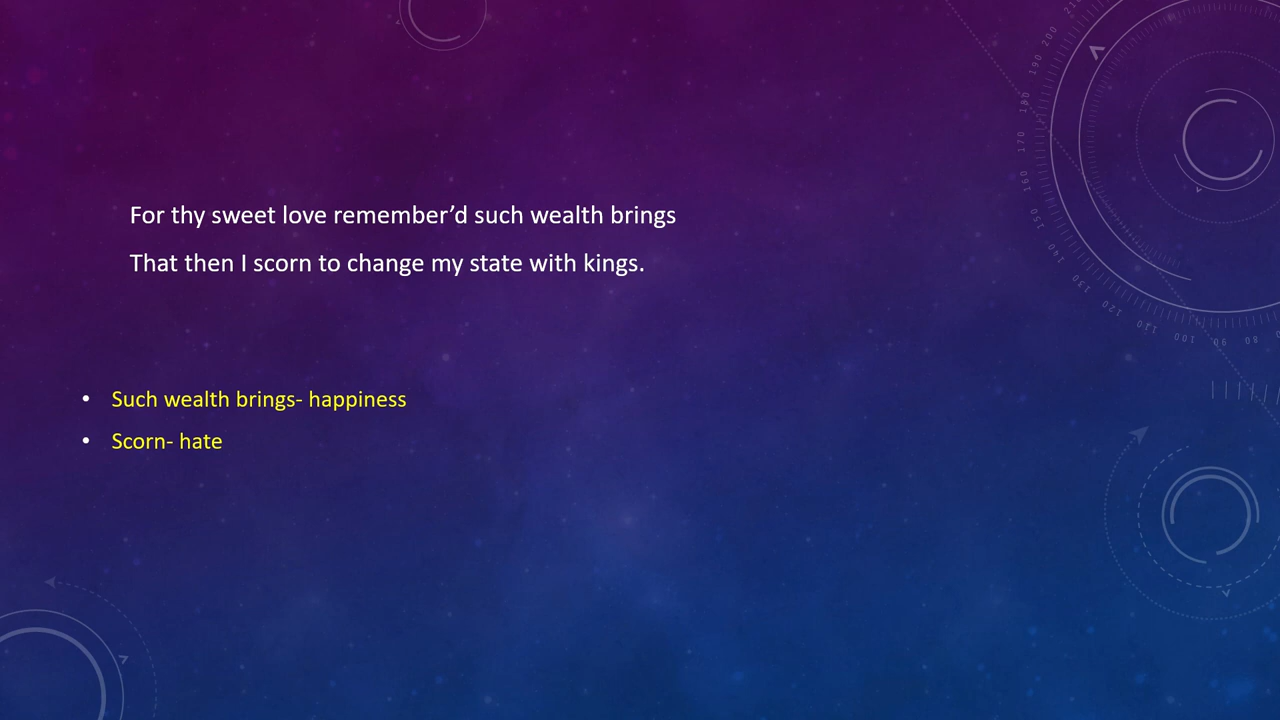 For thy sweet love remember’d such wealth brings
That then I scorn to change my state with kings.
• Such wealth brings- happiness
• Scorn- hate